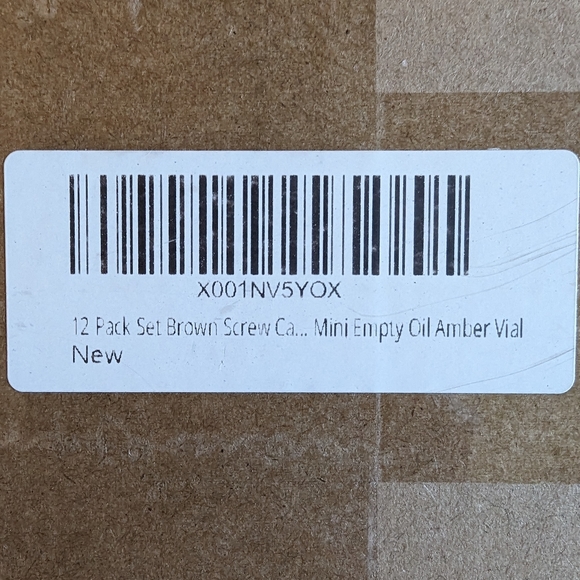 X001NV5YOX
12 Pack Set Brown Screw Ca... Mini Empty Oil Amber Vial
New